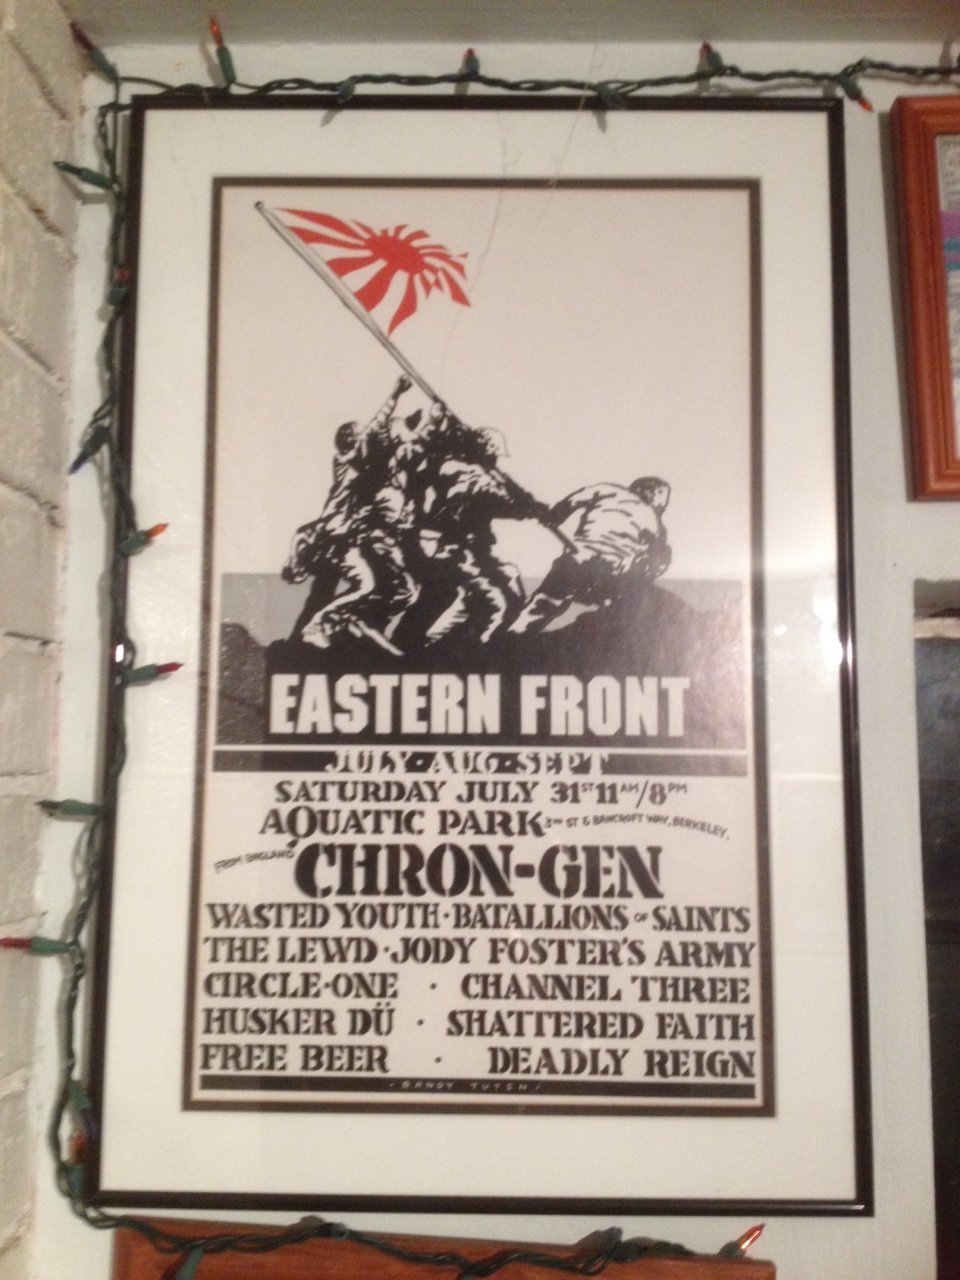 EASTERN FRONT
JULY·AUG·SEPT
SATURDAY JULY 31ST 11AM/8PM
AQUATIC PARK 3RD ST & BANCROFT WAY, BERKELEY,
FROM ENGLAND CHRON-GEN
WASTED YOUTH·BATALLIONS OF SAINTS
THE LEWD·JODY FOSTER'S ARMY
CIRCLE·ONE · CHANNEL THREE
HUSKER DÜ · SHATTERED FAITH
FREE BEER · DEADLY REIGN
· RANDY TUTEN ·